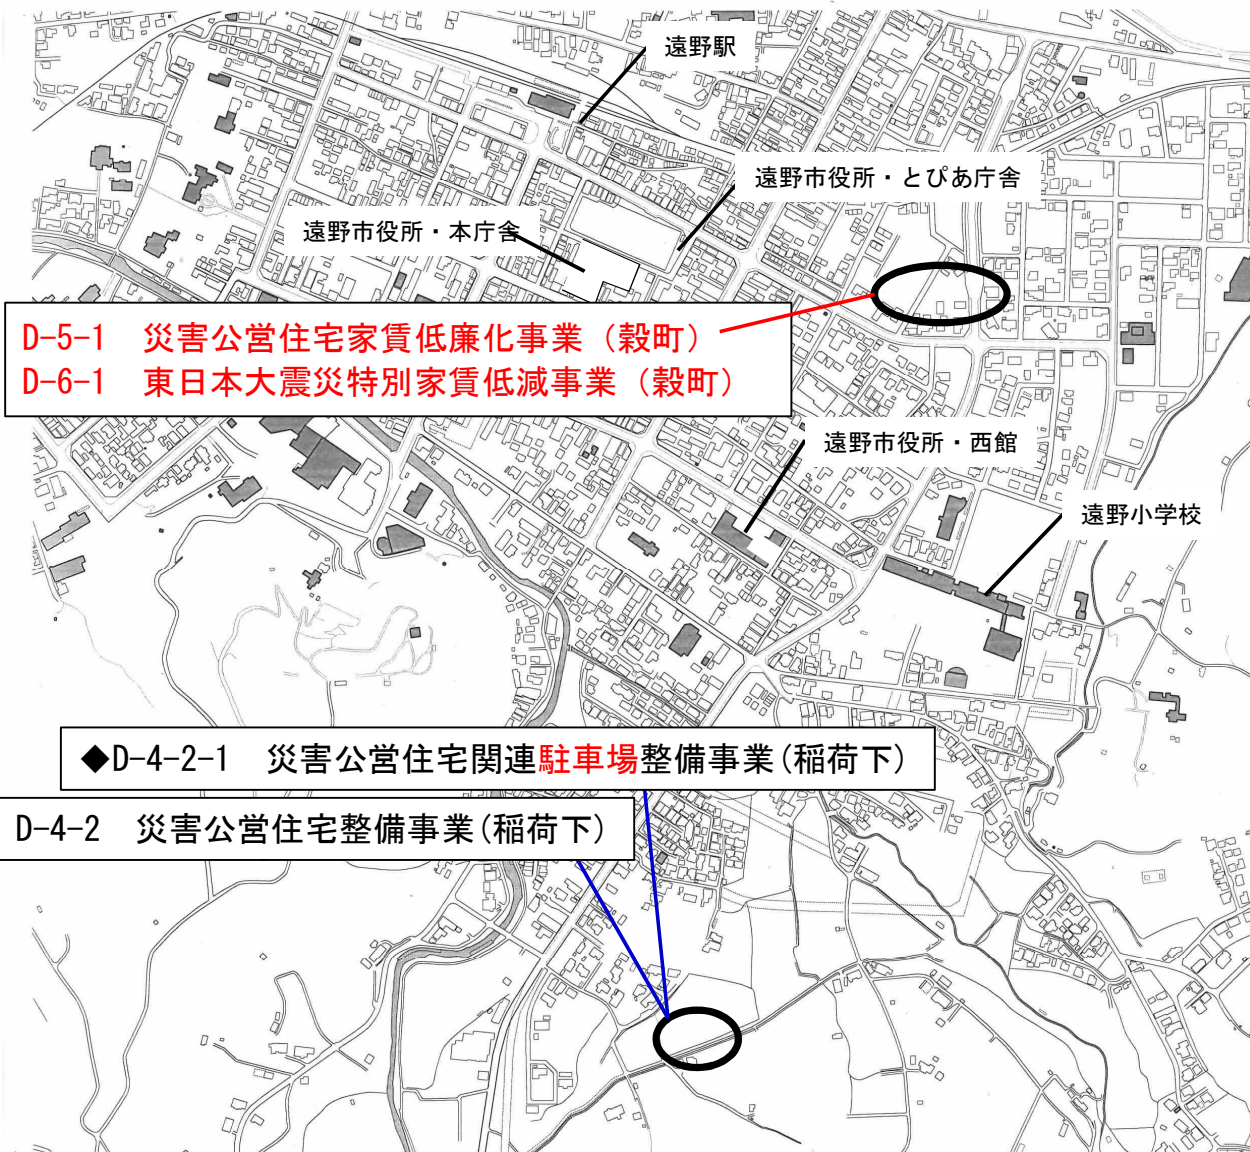 遠野駅
遠野市役所・とぴあ庁舎
遠野市役所・本庁舎
D-5-1 災害公営住宅家賃低廉化事業（穀町）
D-6-1 東日本大震災特別家賃低減事業（穀町）
遠野市役所・西館
遠野小学校
◆D-4-2-1 災害公営住宅関連駐車場整備事業(稲荷下)
D-4-2 災害公営住宅整備事業(稲荷下)